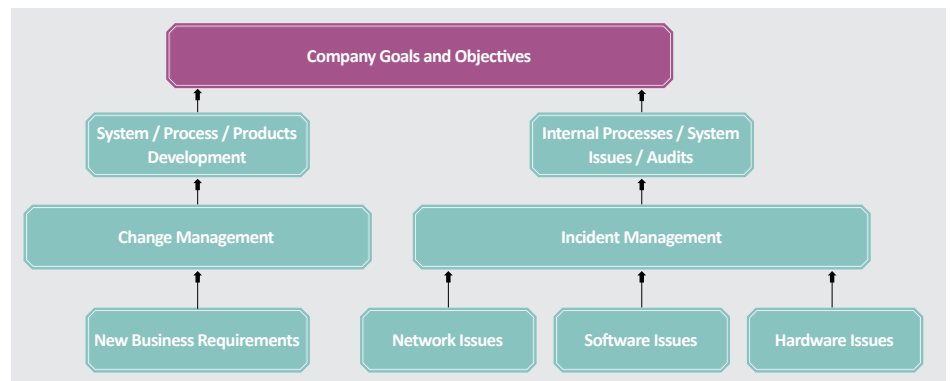 Company Goals and Objectives
System / Process / Products
Development
Internal Processes / System
Issues / Audits
Change Management
Incident Management
New Business Requirements
Network Issues
Software Issues
Hardware Issues